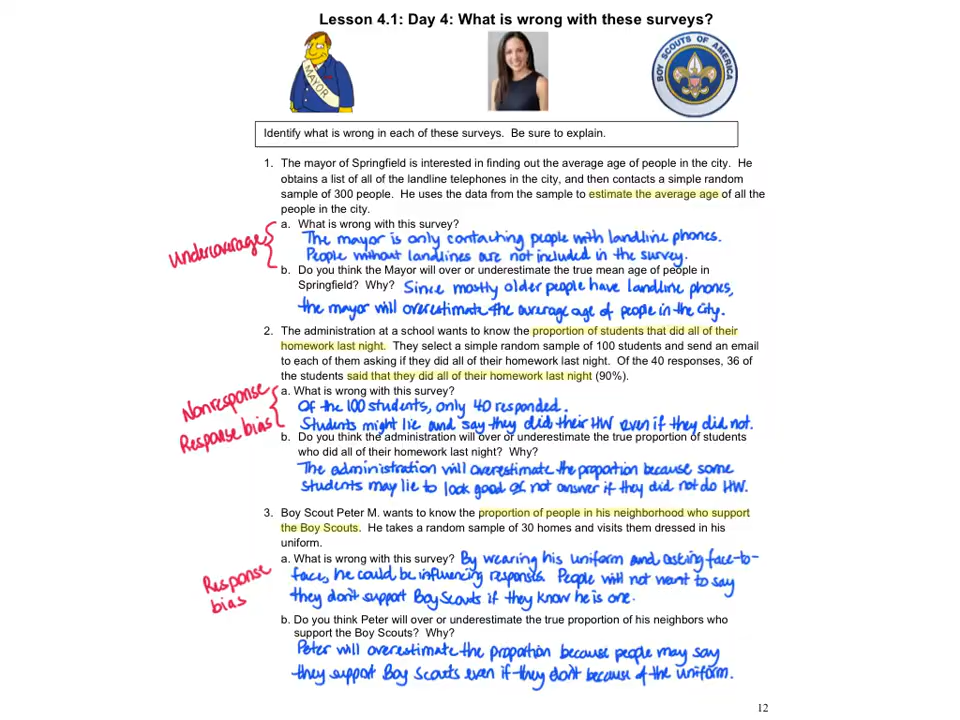 Lesson 4.1: Day 4: What is wrong with these surveys?
MAYOR
BOY SCOUTS OF AMERICA
Identify what is wrong in each of these surveys. Be sure to explain.
1. The mayor of Springfield is interested in finding out the average age of people in the city. He
obtains a list of all of the landline telephones in the city, and then contacts a simple random
sample of 300 people. He uses the data from the sample to estimate the average age of all the
people in the city.
a. What is wrong with this survey?
Undercoverage
The mayor is only contacting people with landline phones.
People without landlines are not included in the survey.
b. Do you think the Mayor will over or underestimate the true mean age of people in
Springfield? Why? Since mostly older people have landline phones,
the mayor will overestimate the average age of people in the city.
2. The administration at a school wants to know the proportion of students that did all of their
homework last night. They select a simple random sample of 100 students and send an email
to each of them asking if they did all of their homework last night. Of the 40 responses, 36 of
the students said that they did all of their homework last night (90%).
a. What is wrong with this survey?
Nonresponse
Of the 100 students, only 40 responded.
Response bias
Students might lie and say they did their HW even if they did not.
b. Do you think the administration will over or underestimate the true proportion of students
who did all of their homework last night? Why?
The administration will overestimate the proportion because some
students may lie to look good or not answer if they did not do HW.
3. Boy Scout Peter M. wants to know the proportion of people in his neighborhood who support
the Boy Scouts. He takes a random sample of 30 homes and visits them dressed in his
uniform.
a. What is wrong with this survey? By wearing his uniform and asking face-to-
face, he could be influencing responses. People will not want to say
they don't support Boy Scouts if they know he is one.
Response
bias
b. Do you think Peter will over or underestimate the true proportion of his neighbors who
support the Boy Scouts? Why?
Peter will overestimate the proportion because people may say
they support Boy Scouts even if they don't because of the uniform.
12